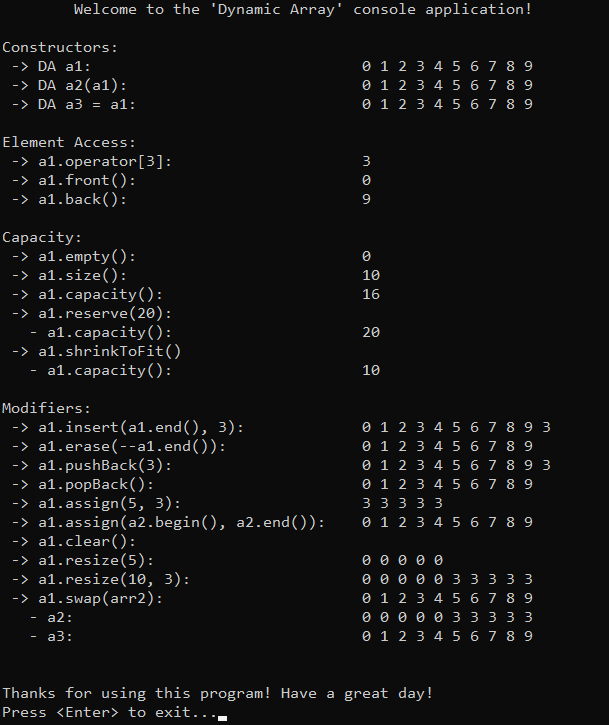 Welcome to the 'Dynamic Array' console application!
Constructors:
-> DA a1: 0 1 2 3 4 5 6 7 8 9
-> DA a2(a1): 0 1 2 3 4 5 6 7 8 9
-> DA a3 = a1: 0 1 2 3 4 5 6 7 8 9
Element Access:
-> a1.operator[3]: 3
-> a1.front(): 0
-> a1.back(): 9
Capacity:
-> a1.empty(): 0
-> a1.size(): 10
-> a1.capacity(): 16
-> a1.reserve(20):
- a1.capacity(): 20
-> a1.shrinkToFit()
- a1.capacity(): 10
Modifiers:
-> a1.insert(a1.end(), 3): 0 1 2 3 4 5 6 7 8 9 3
-> a1.erase(--a1.end()): 0 1 2 3 4 5 6 7 8 9
-> a1.pushBack(3): 0 1 2 3 4 5 6 7 8 9 3
-> a1.popBack(): 0 1 2 3 4 5 6 7 8 9
-> a1.assign(5, 3): 3 3 3 3 3
-> a1.assign(a2.begin(), a2.end()): 0 1 2 3 4 5 6 7 8 9
-> a1.clear():
-> a1.resize(5): 0 0 0 0 0
-> a1.resize(10, 3): 0 0 0 0 0 3 3 3 3 3
-> a1.swap(arr2): 0 1 2 3 4 5 6 7 8 9
- a2: 0 0 0 0 0 3 3 3 3 3
- a3: 0 1 2 3 4 5 6 7 8 9
Thanks for using this program! Have a great day!
Press <Enter> to exit...